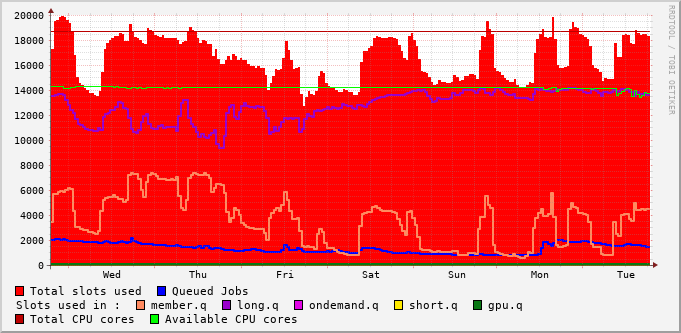 20000
18000
16000
14000
12000
10000
8000
6000
4000
2000
0
Wed Thu Fri Sat Sun Mon Tue
RRDTOOL / TOBI OETIKER
Total slots used Queued Jobs
Slots used in : member.q long.q ondemand.q short.q gpu.q
Total CPU cores Available CPU cores